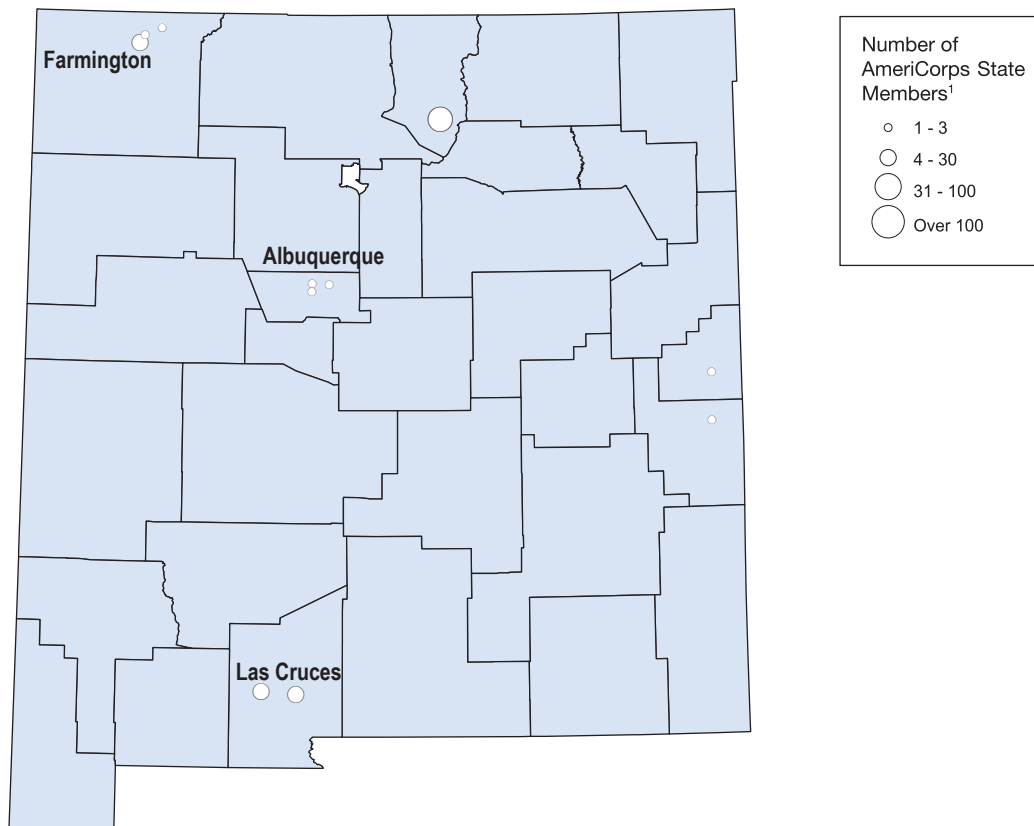 Farmington
Albuquerque
Las Cruces
Number of
AmeriCorps State
Members¹
1 - 3
4 - 30
31 - 100
Over 100